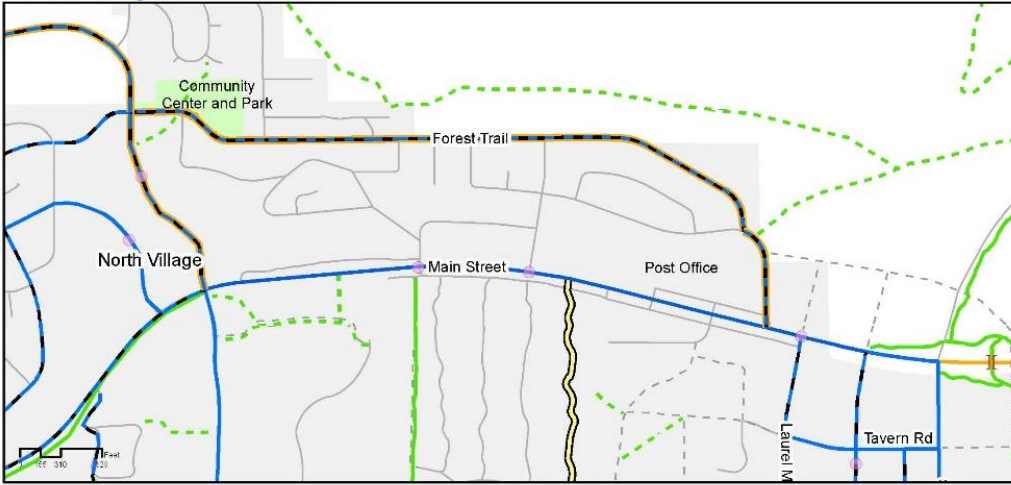 Community
Center and Park
Forest Trail
North Village
Main Street
Post Office
Laurel M
Tavern Rd
Feet